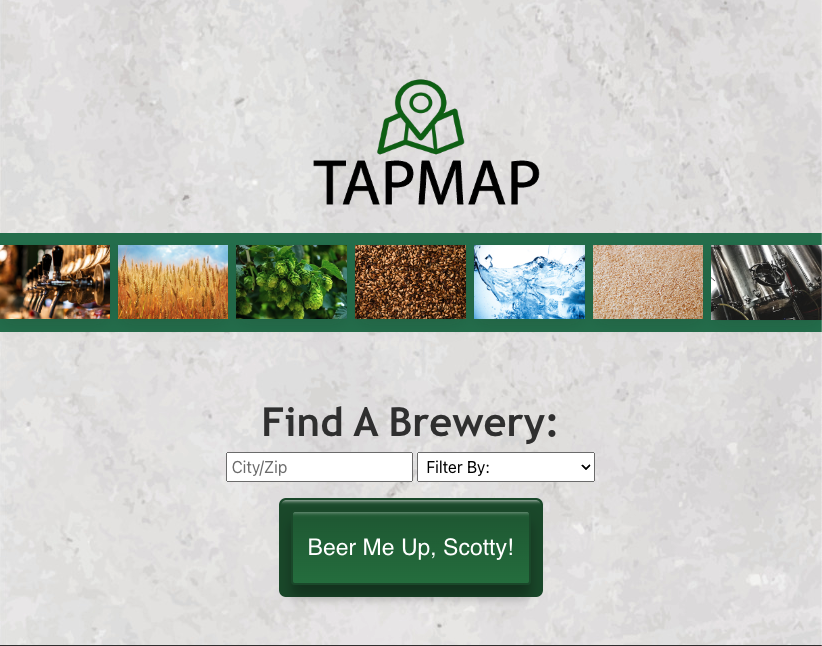 TAPMAP
Find A Brewery:
City/Zip
Filter By:
Beer Me Up, Scotty!